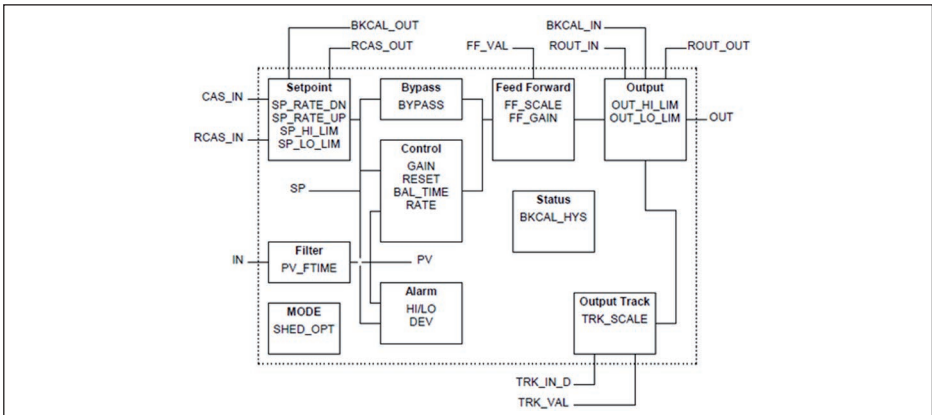 BKCAL_OUT
RCAS_OUT
FF_VAL
BKCAL_IN
ROUT_IN
ROUT_OUT
CAS_IN
RCAS_IN
Setpoint
SP_RATE_DN
SP_RATE_UP
SP_HI_LIM
SP_LO_LIM
Bypass
BYPASS
Feed Forward
FF_SCALE
FF_GAIN
Output
OUT_HI_LIM
OUT_LO_LIM
OUT
Control
GAIN
RESET
BAL_TIME
RATE
SP
Status
BKCAL_HYS
IN
Filter
PV_FTIME
PV
Alarm
HI/LO
DEV
MODE
SHED_OPT
Output Track
TRK_SCALE
TRK_IN_D
TRK_VAL